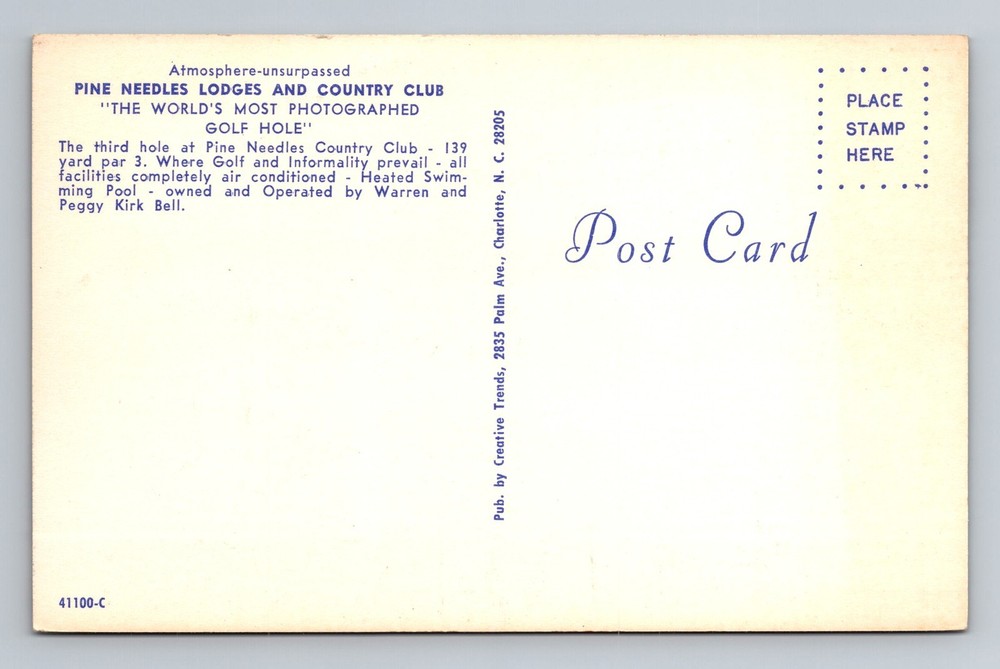 Atmosphere-unsurpassed
PINE NEEDLES LODGES AND COUNTRY CLUB
"THE WORLD'S MOST PHOTOGRAPHED
GOLF HOLE"
The third hole at Pine Needles Country Club - 139
yard par 3. Where Golf and Informality prevail - all
facilities completely air conditioned - Heated Swim-
ming Pool - owned and Operated by Warren and
Peggy Kirk Bell.
41100-C
Pub. by Creative Trends, 2835 Palm Ave., Charlotte, N. C. 28205
PLACE
STAMP
HERE
Post Card